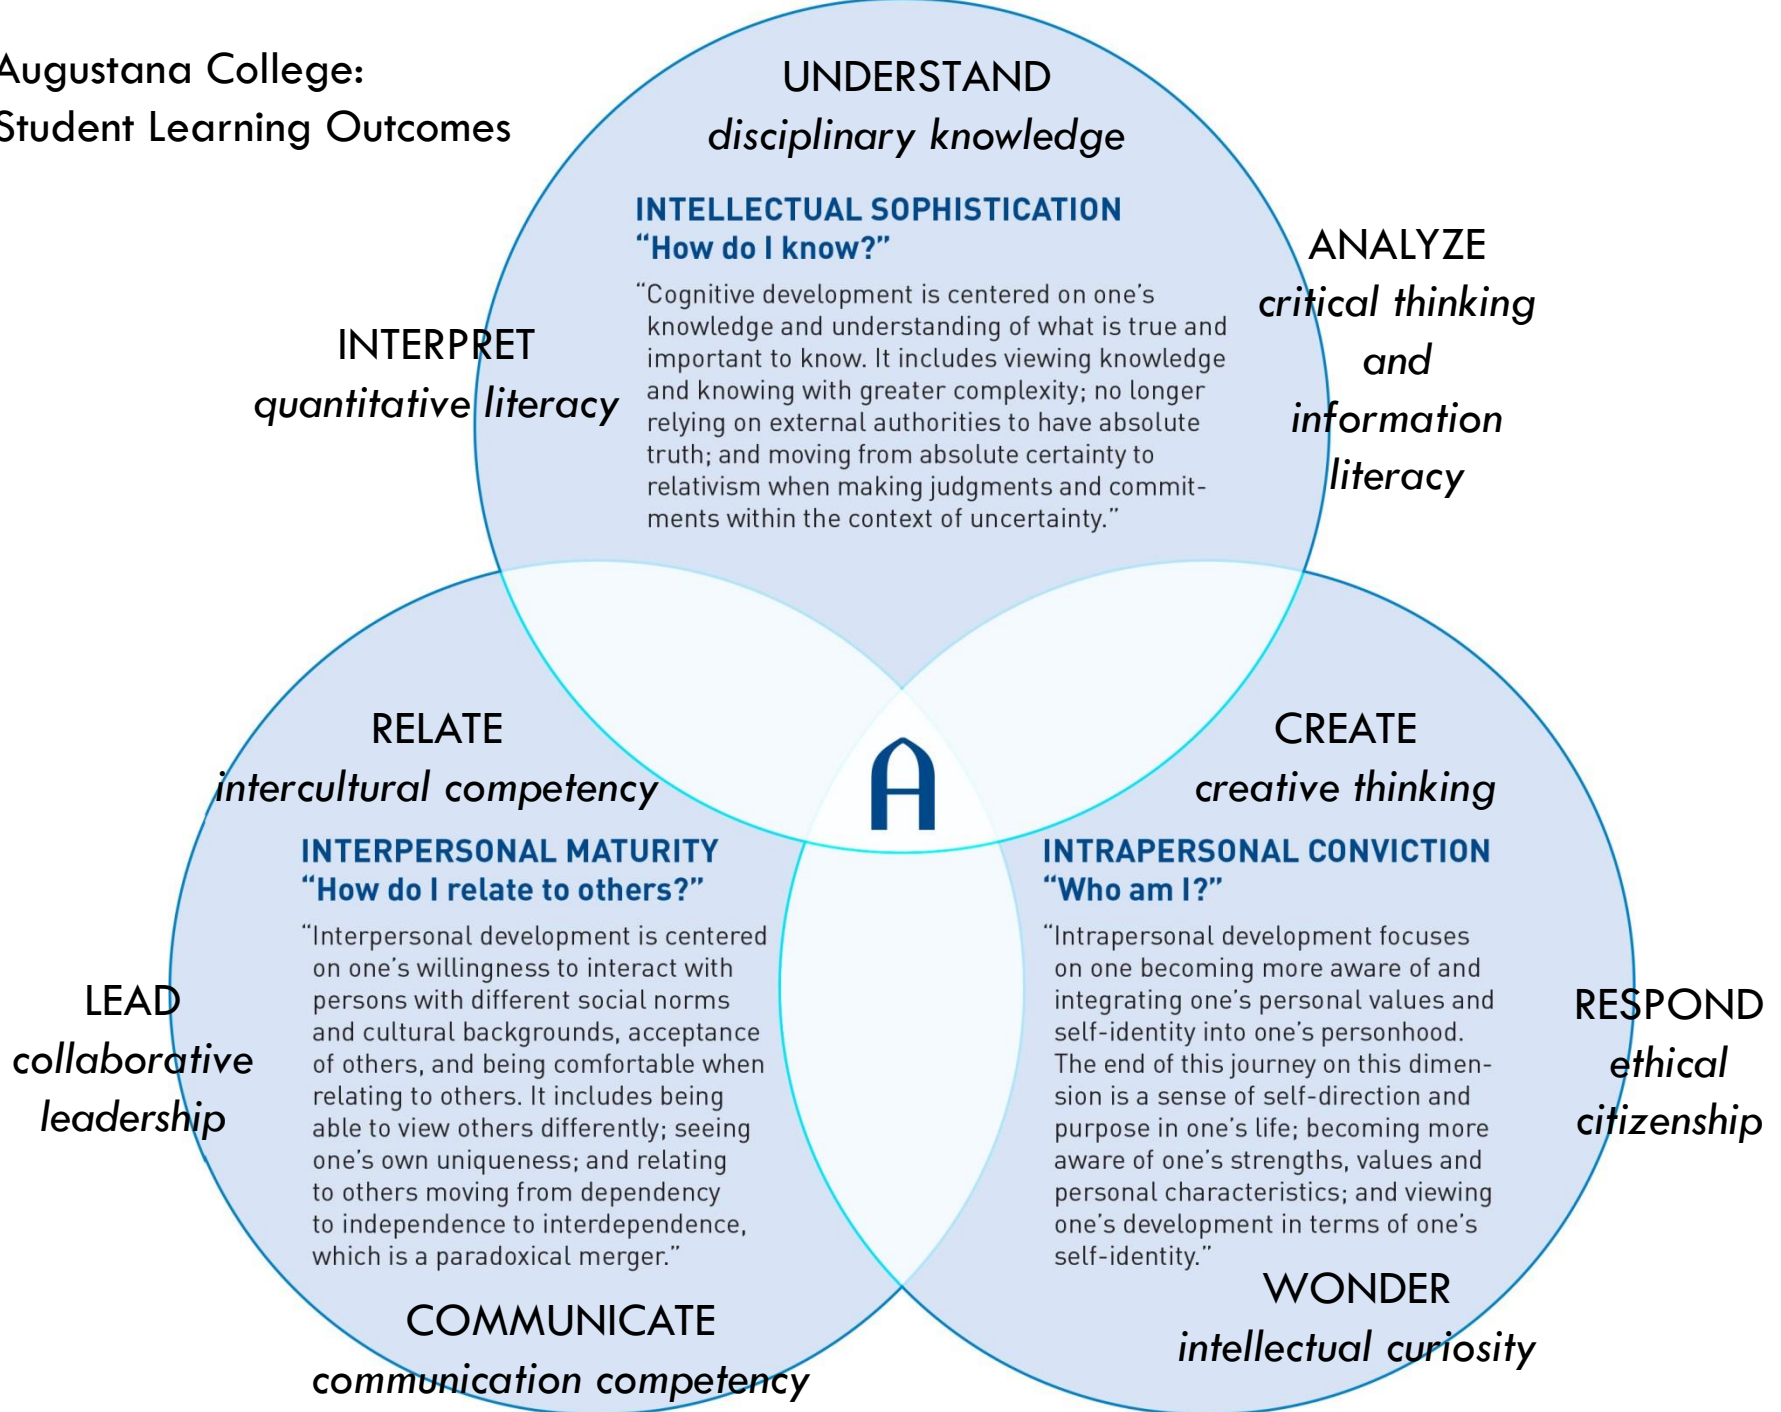 Augustana College:
Student Learning Outcomes
UNDERSTAND
disciplinary knowledge
INTELLECTUAL SOPHISTICATION
“How do I know?”
“Cognitive development is centered on one’s
knowledge and understanding of what is true and
important to know. It includes viewing knowledge
and knowing with greater complexity; no longer
relying on external authorities to have absolute
truth; and moving from absolute certainty to
relativism when making judgments and commit-
ments within the context of uncertainty.”
INTERPRET
quantitative literacy
ANALYZE
critical thinking
and
information
literacy
RELATE
intercultural competency
INTERPERSONAL MATURITY
“How do I relate to others?”
“Interpersonal development is centered
on one’s willingness to interact with
persons with different social norms
and cultural backgrounds, acceptance
of others, and being comfortable when
relating to others. It includes being
able to view others differently; seeing
one’s own uniqueness; and relating
to others moving from dependency
to independence to interdependence,
which is a paradoxical merger.”
LEAD
collaborative
leadership
COMMUNICATE
communication competency
A
CREATE
creative thinking
INTRAPERSONAL CONVICTION
“Who am I?”
“Intrapersonal development focuses
on one becoming more aware of and
integrating one’s personal values and
self-identity into one’s personhood.
The end of this journey on this dimen-
sion is a sense of self-direction and
purpose in one’s life; becoming more
aware of one’s strengths, values and
personal characteristics; and viewing
one’s development in terms of one’s
self-identity.”
RESPOND
ethical
citizenship
WONDER
intellectual curiosity